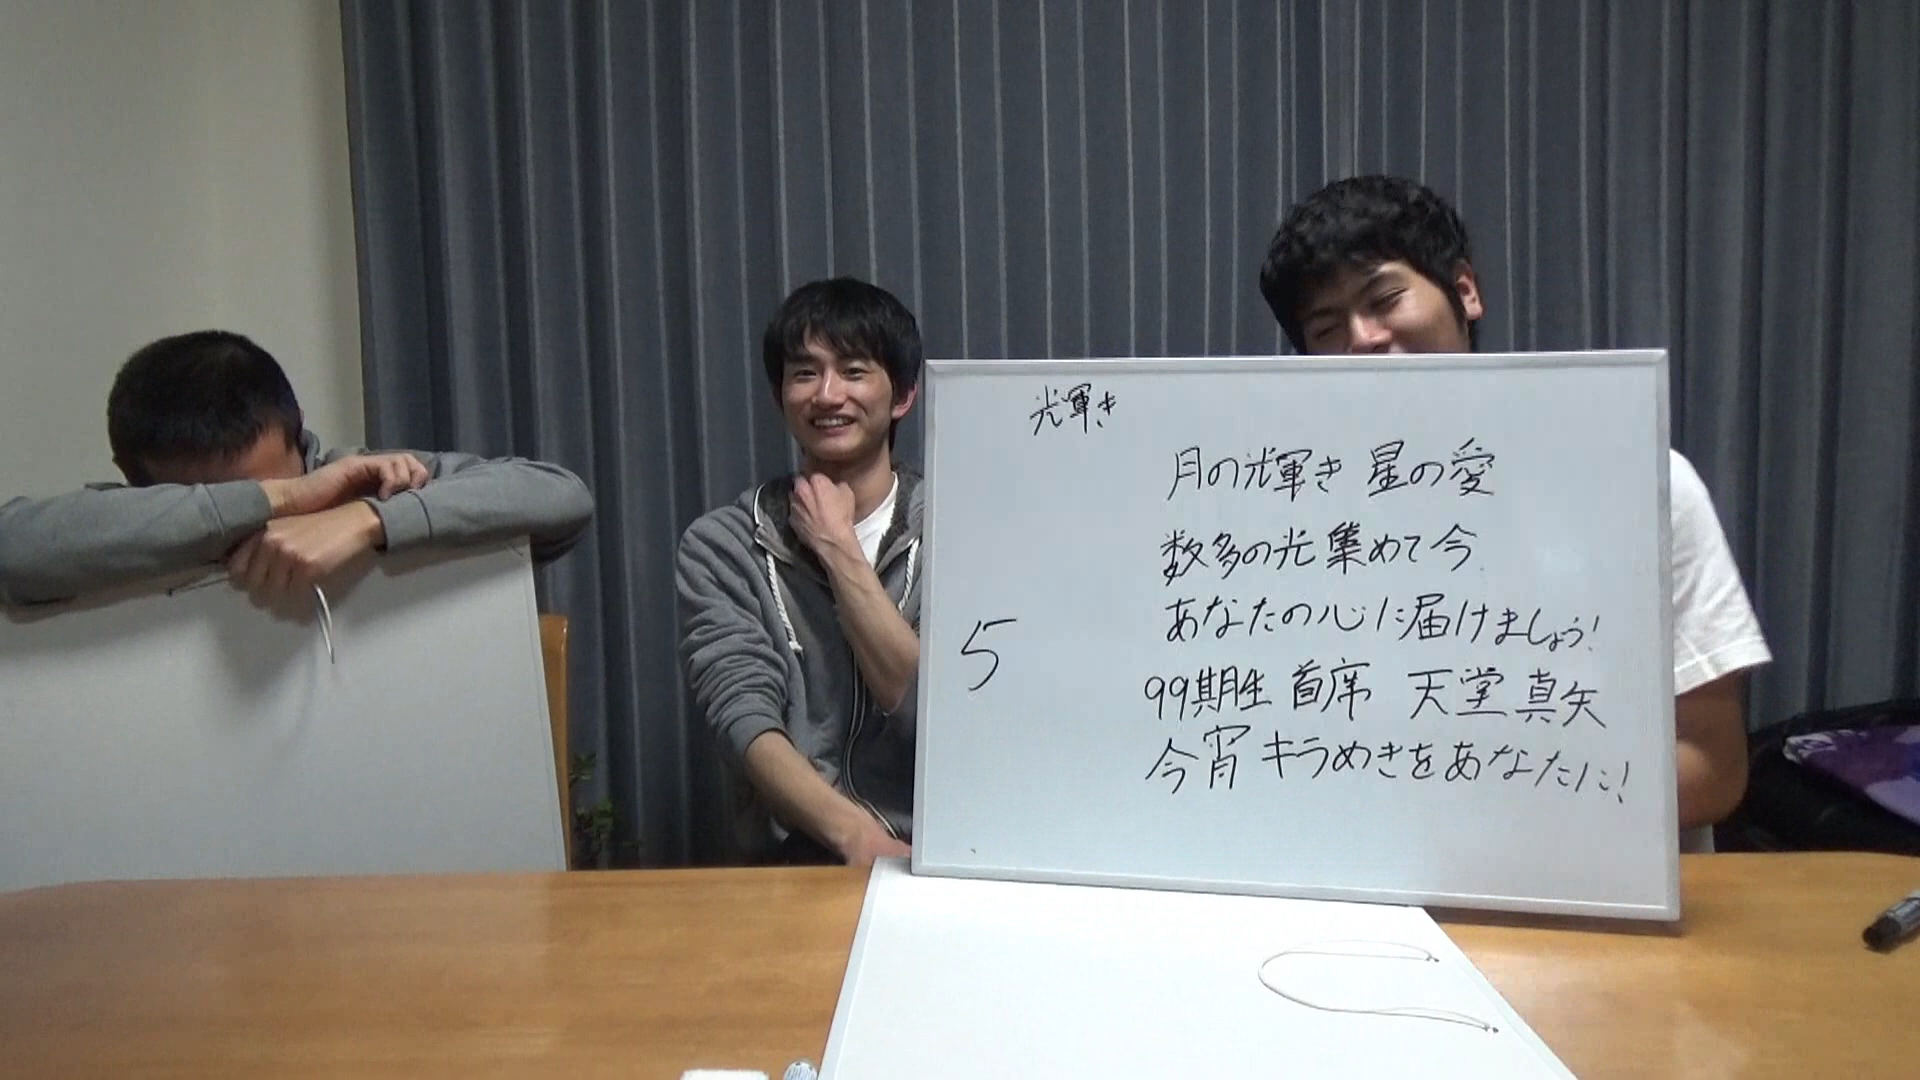 光輝き
月の光輝き 星の愛
数多の光集めて今
あなたの心に届けましょう!
5
99期生 首席 天堂真矢
今宵 キラめきをあなたに!